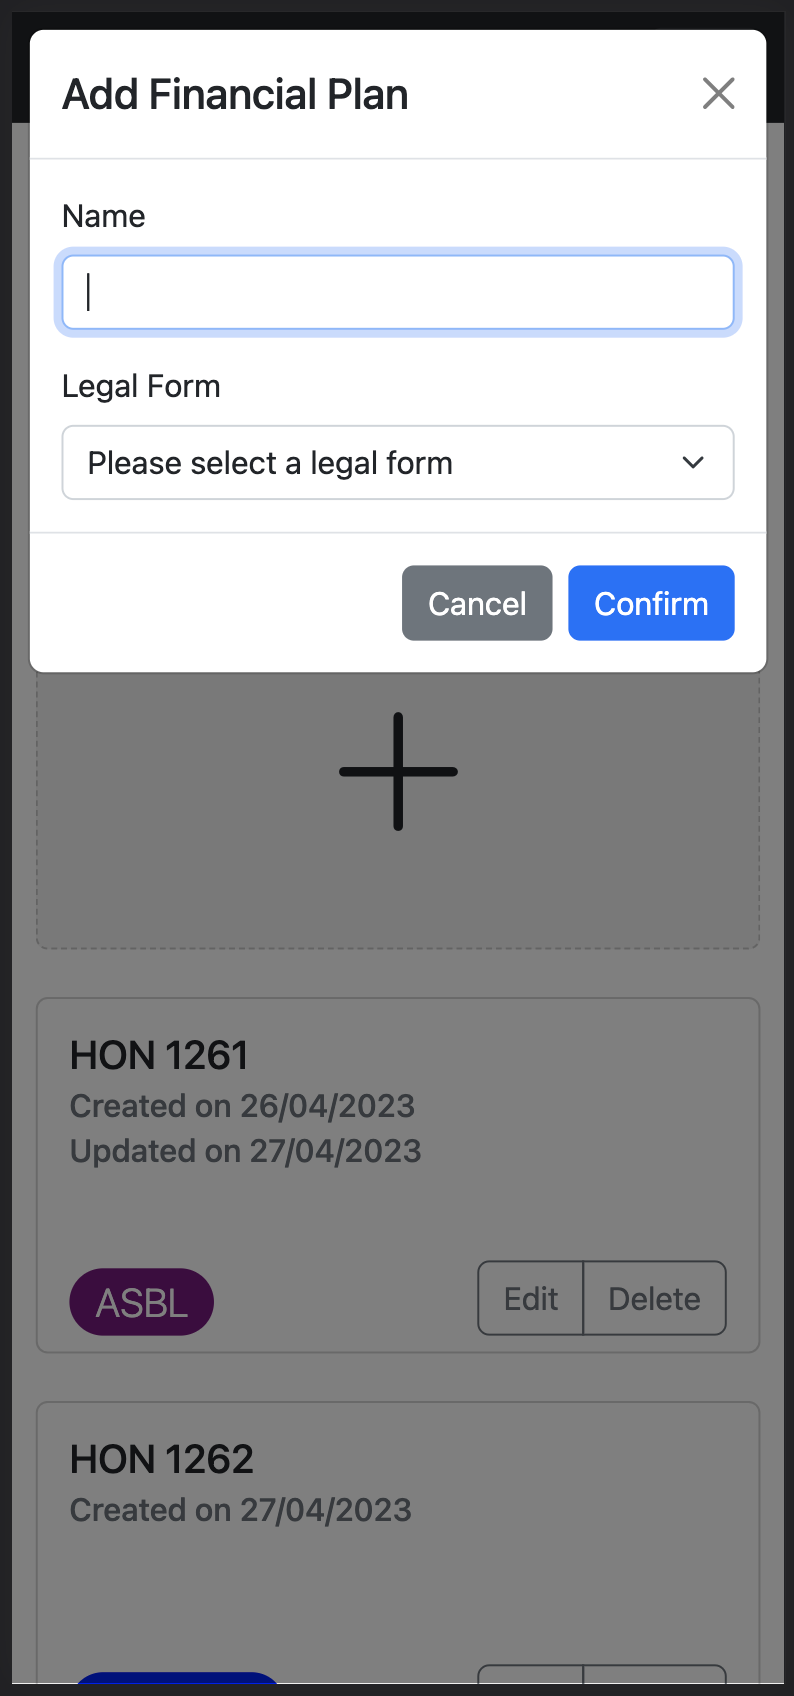 Add Financial Plan
Name
Legal Form
Please select a legal form
Cancel Confirm
HON 1261
Created on 26/04/2023
Updated on 27/04/2023
ASBL Edit Delete
HON 1262
Created on 27/04/2023